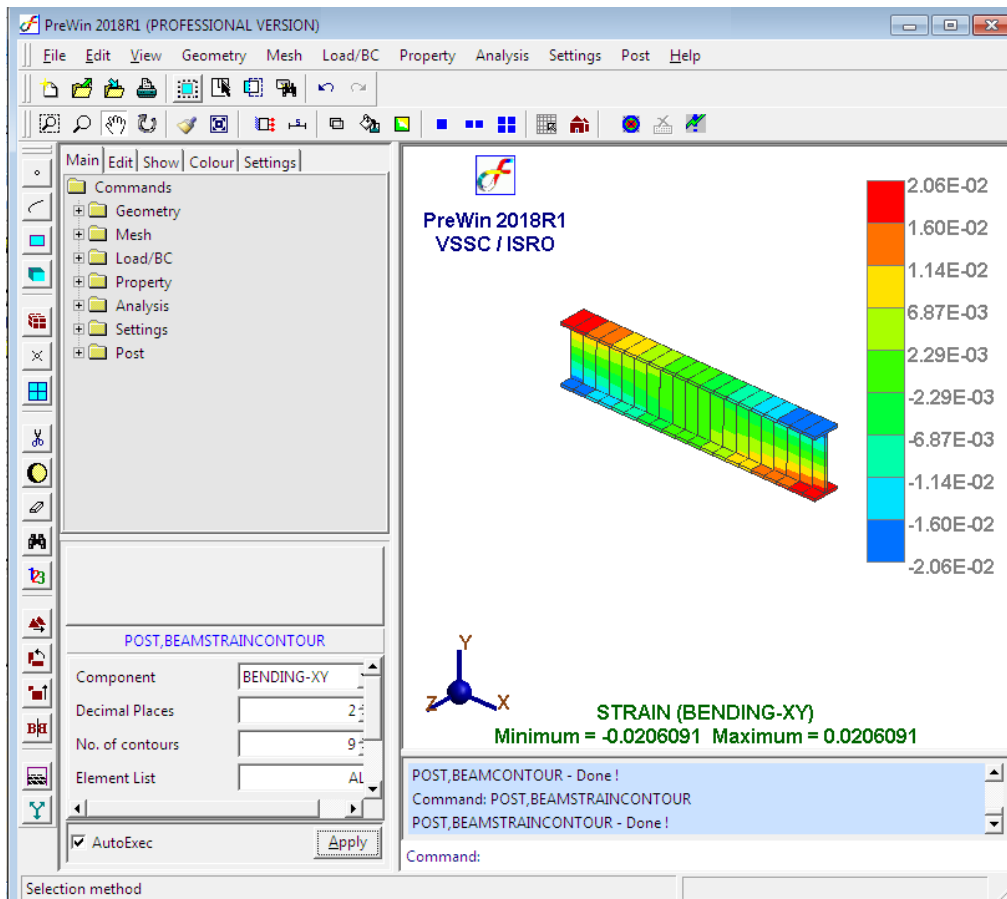 PreWin 2018R1 (PROFESSIONAL VERSION)
File Edit View Geometry Mesh Load/BC Property Analysis Settings Post Help
Main Edit Show Colour Settings
Commands
Geometry
Mesh
Load/BC
Property
Analysis
Settings
Post
POST,BEAMSTRAINCONTOUR
Component BENDING-XY
Decimal Places 2
No. of contours 9
Element List AL
AutoExec Apply
PreWin 2018R1
VSSC / ISRO
2.06E-02
1.60E-02
1.14E-02
6.87E-03
2.29E-03
-2.29E-03
-6.87E-03
-1.14E-02
-1.60E-02
-2.06E-02
Y
Z X
STRAIN (BENDING-XY)
Minimum = -0.0206091 Maximum = 0.0206091
POST,BEAMCONTOUR - Done !
Command: POST,BEAMSTRAINCONTOUR
POST,BEAMSTRAINCONTOUR - Done !
Command:
Selection method